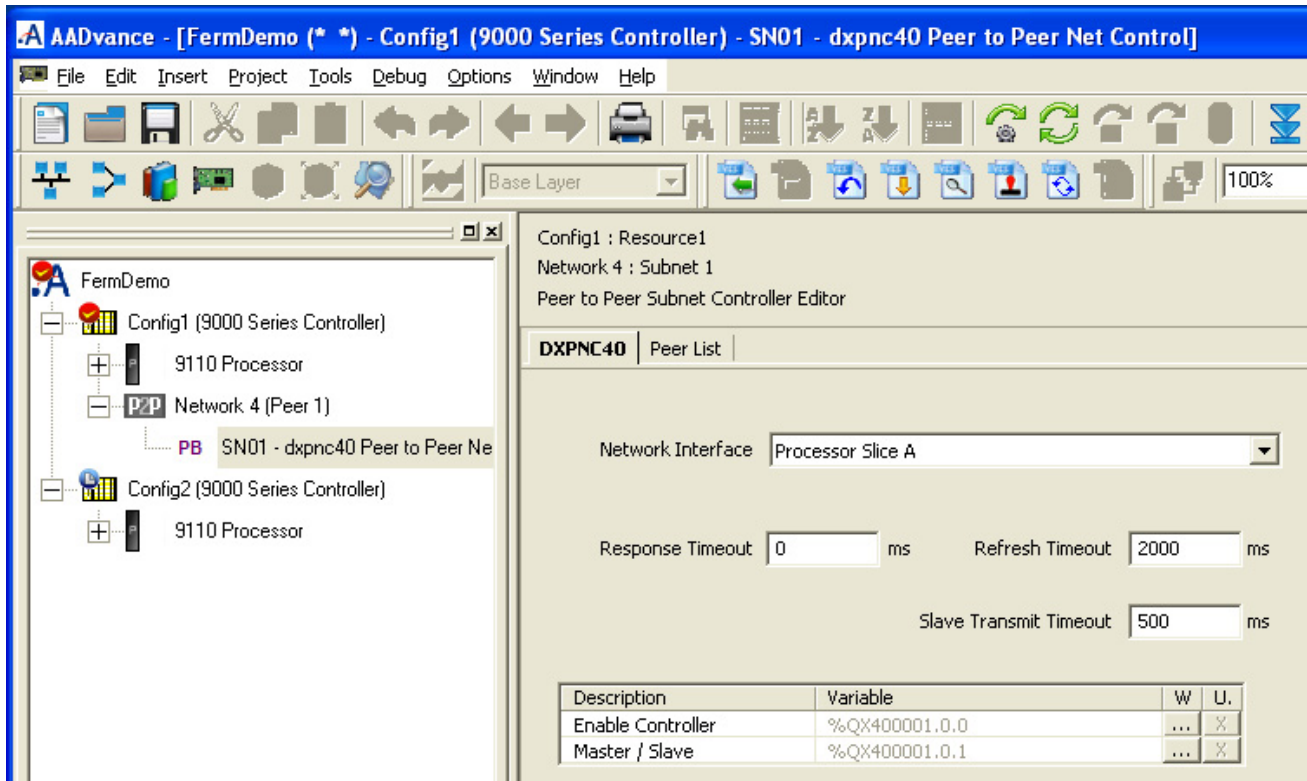 AADvance - [FermDemo (* *) - Config1 (9000 Series Controller) - SN01 - dxpnc40 Peer to Peer Net Control]
File Edit Insert Project Tools Debug Options Window Help
Base Layer
100%
FermDemo
Config1 (9000 Series Controller)
9110 Processor
P2P Network 4 (Peer 1)
PB SN01 - dxpnc40 Peer to Peer Ne
Config2 (9000 Series Controller)
9110 Processor
Config1 : Resource1
Network 4 : Subnet 1
Peer to Peer Subnet Controller Editor
DXPNC40 Peer List
Network Interface Processor Slice A
Response Timeout 0 ms Refresh Timeout 2000 ms
Slave Transmit Timeout 500 ms
Description Variable W U.
Enable Controller %QX400001.0.0 ... X
Master / Slave %QX400001.0.1 ... X